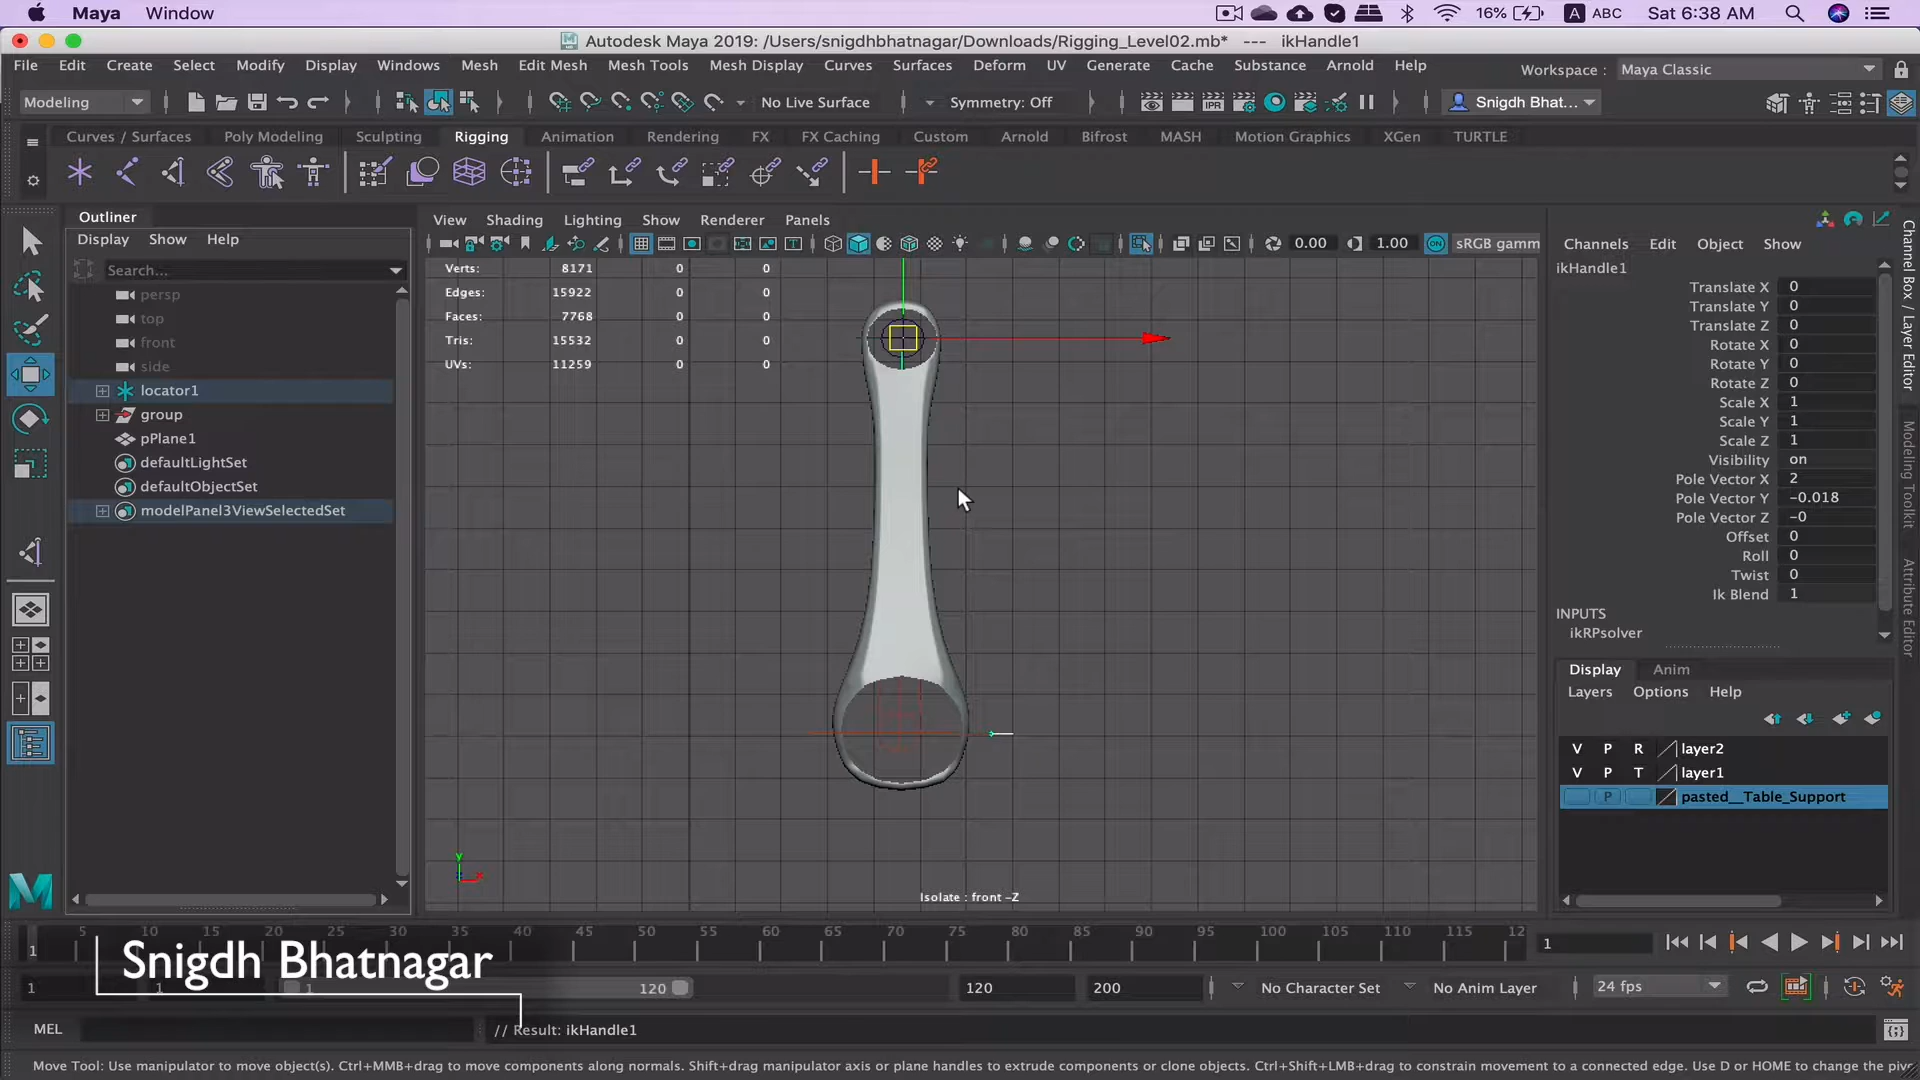 Maya Window 16% A ABC Sat 6:38 AM
Autodesk Maya 2019: /Users/snigdhbhatnagar/Downloads/Rigging_Level02.mb* --- ikHandle1
File Edit Create Select Modify Display Windows Mesh Edit Mesh Mesh Tools Mesh Display Curves Surfaces Deform UV Generate Cache Substance Arnold Help Workspace : Maya Classic
Modeling No Live Surface Symmetry: Off IPR Snigdh Bhat...
Curves / Surfaces Poly Modeling Sculpting Rigging Animation Rendering FX FX Caching Custom Arnold Bifrost MASH Motion Graphics XGen TURTLE
Outliner
Display Show Help
Search...
persp
top
front
side
locator1
group
pPlane1
defaultLightSet
defaultObjectSet
modelPanel3ViewSelectedSet
View Shading Lighting Show Renderer Panels
0.00 1.00 ON sRGB gamm
Verts: 8171 0 0
Edges: 15922 0 0
Faces: 7768 0 0
Tris: 15532 0 0
UVs: 11259 0 0
y
x
Isolate : front -Z
Channels Edit Object Show
ikHandle1
Translate X 0
Translate Y 0
Translate Z 0
Rotate X 0
Rotate Y 0
Rotate Z 0
Scale X 1
Scale Y 1
Scale Z 1
Visibility on
Pole Vector X 2
Pole Vector Y -0.018
Pole Vector Z -0
Offset 0
Roll 0
Twist 0
Ik Blend 1
INPUTS
ikRPsolver
Display Anim
Layers Options Help
V P R layer2
V P T layer1
P pasted__Table_Support
Channel Box / Layer Editor
Modeling Toolkit
Attribute Editor
5 10 15 20 25 30 35 40 45 50 55 60 65 70 75 80 85 90 95 100 105 110 115 12
1 1
Snigdh Bhatnagar
1 1 1 120 120 200 No Character Set No Anim Layer 24 fps
MEL // Result: ikHandle1
Move Tool: Use manipulator to move object(s). Ctrl+MMB+drag to move components along normals. Shift+drag manipulator axis or plane handles to extrude components or clone objects. Ctrl+Shift+LMB+drag to constrain movement to a connected edge. Use D or HOME to change the piv